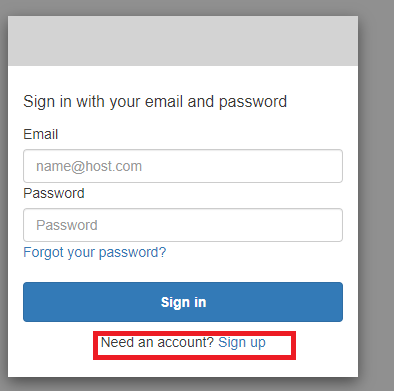 Sign in with your email and password
Email
name@host.com
Password
Password
Forgot your password?
Sign in
Need an account? Sign up